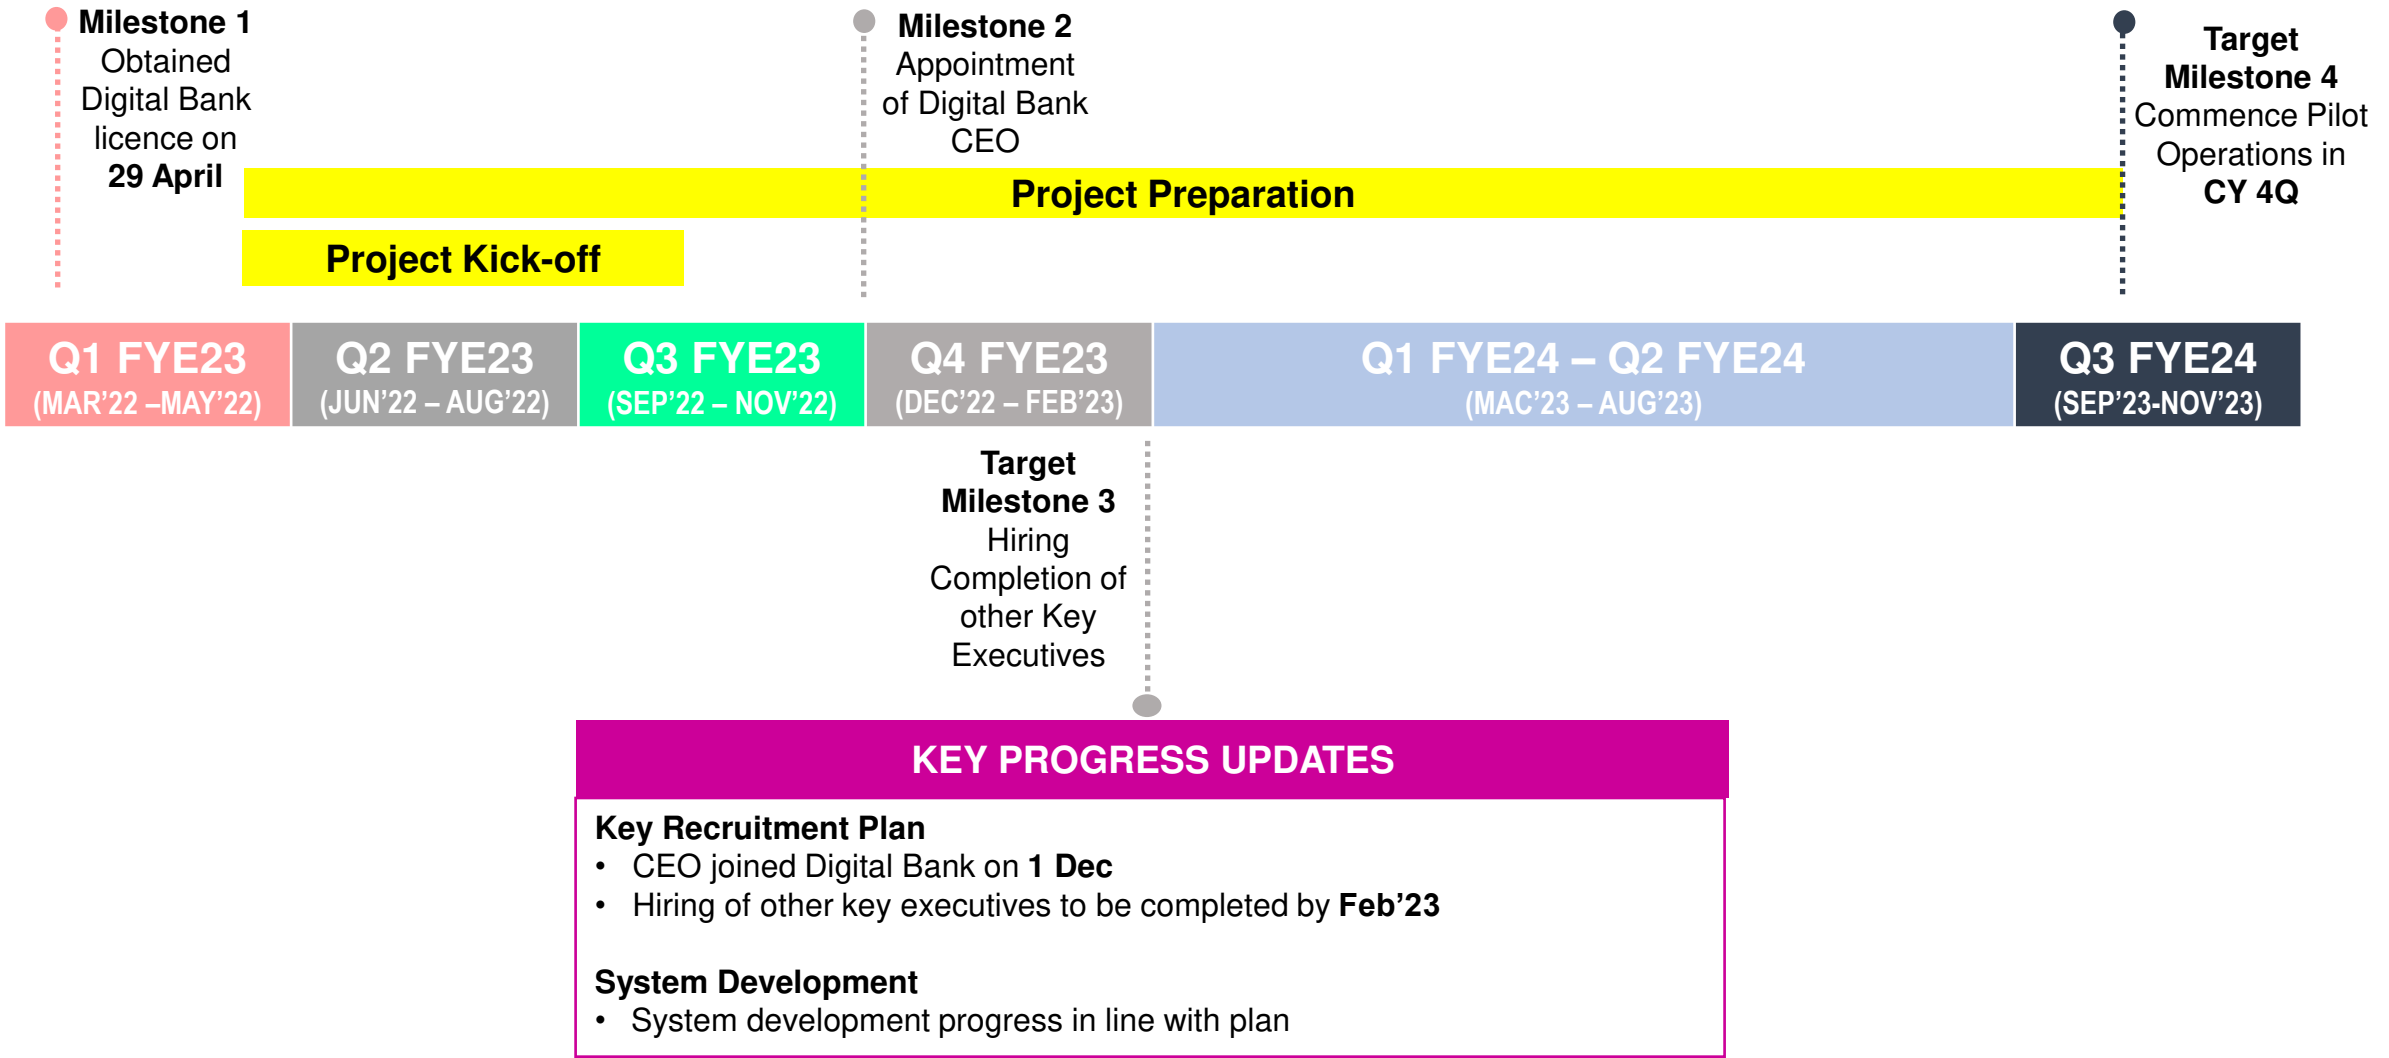 Milestone 1
Obtained
Digital Bank
licence on
29 April
Milestone 2
Appointment
of Digital Bank
CEO
Target
Milestone 4
Commence Pilot
Operations in
CY 4Q
Project Preparation
Project Kick-off
Q1 FYE23
(MAR’22 –MAY’22)
Q2 FYE23
(JUN’22 – AUG’22)
Q3 FYE23
(SEP’22 – NOV’22)
Q4 FYE23
(DEC’22 – FEB’23)
Q1 FYE24 – Q2 FYE24
(MAC’23 – AUG’23)
Q3 FYE24
(SEP’23-NOV’23)
Target
Milestone 3
Hiring
Completion of
other Key
Executives
KEY PROGRESS UPDATES
Key Recruitment Plan
• CEO joined Digital Bank on 1 Dec
• Hiring of other key executives to be completed by Feb’23
System Development
• System development progress in line with plan